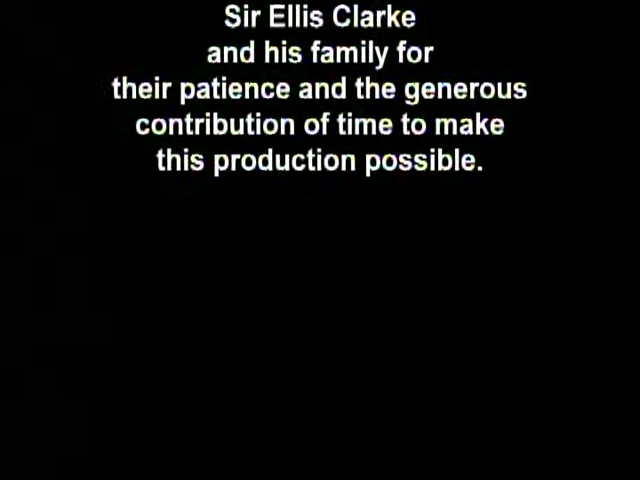 Sir Ellis Clarke
and his family for
their patience and the generous
contribution of time to make
this production possible.